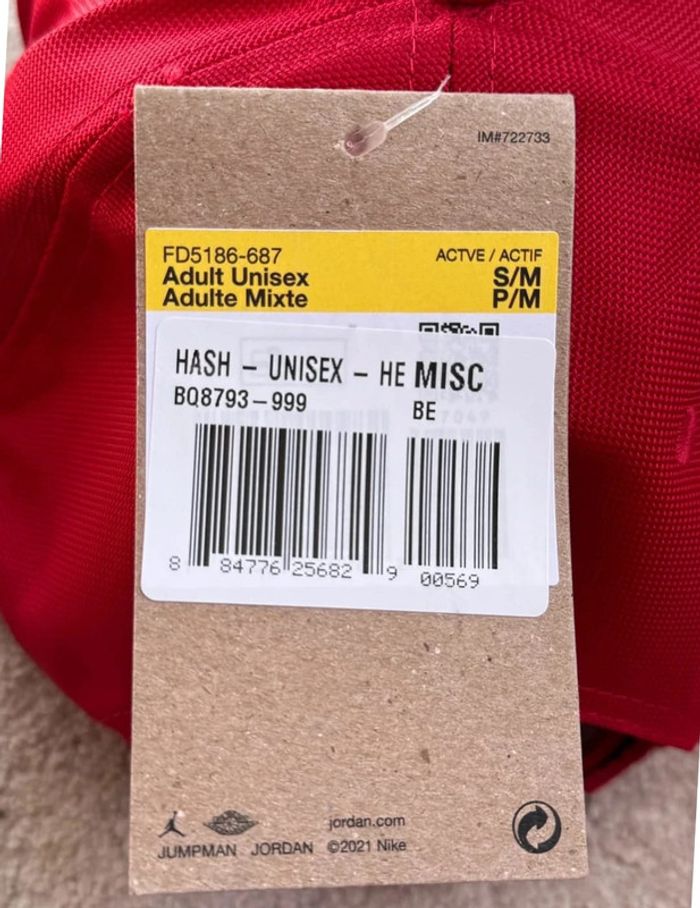 IM#722733
FD5186-687
Adult Unisex
Adulte Mixte
ACTVE / ACTIF
S/M
P/M
HASH – UNISEX – HE MISC
BQ8793–999
BE
8 84776 25682 9
00569
jordan.com
JUMPMAN JORDAN ©2021 Nike